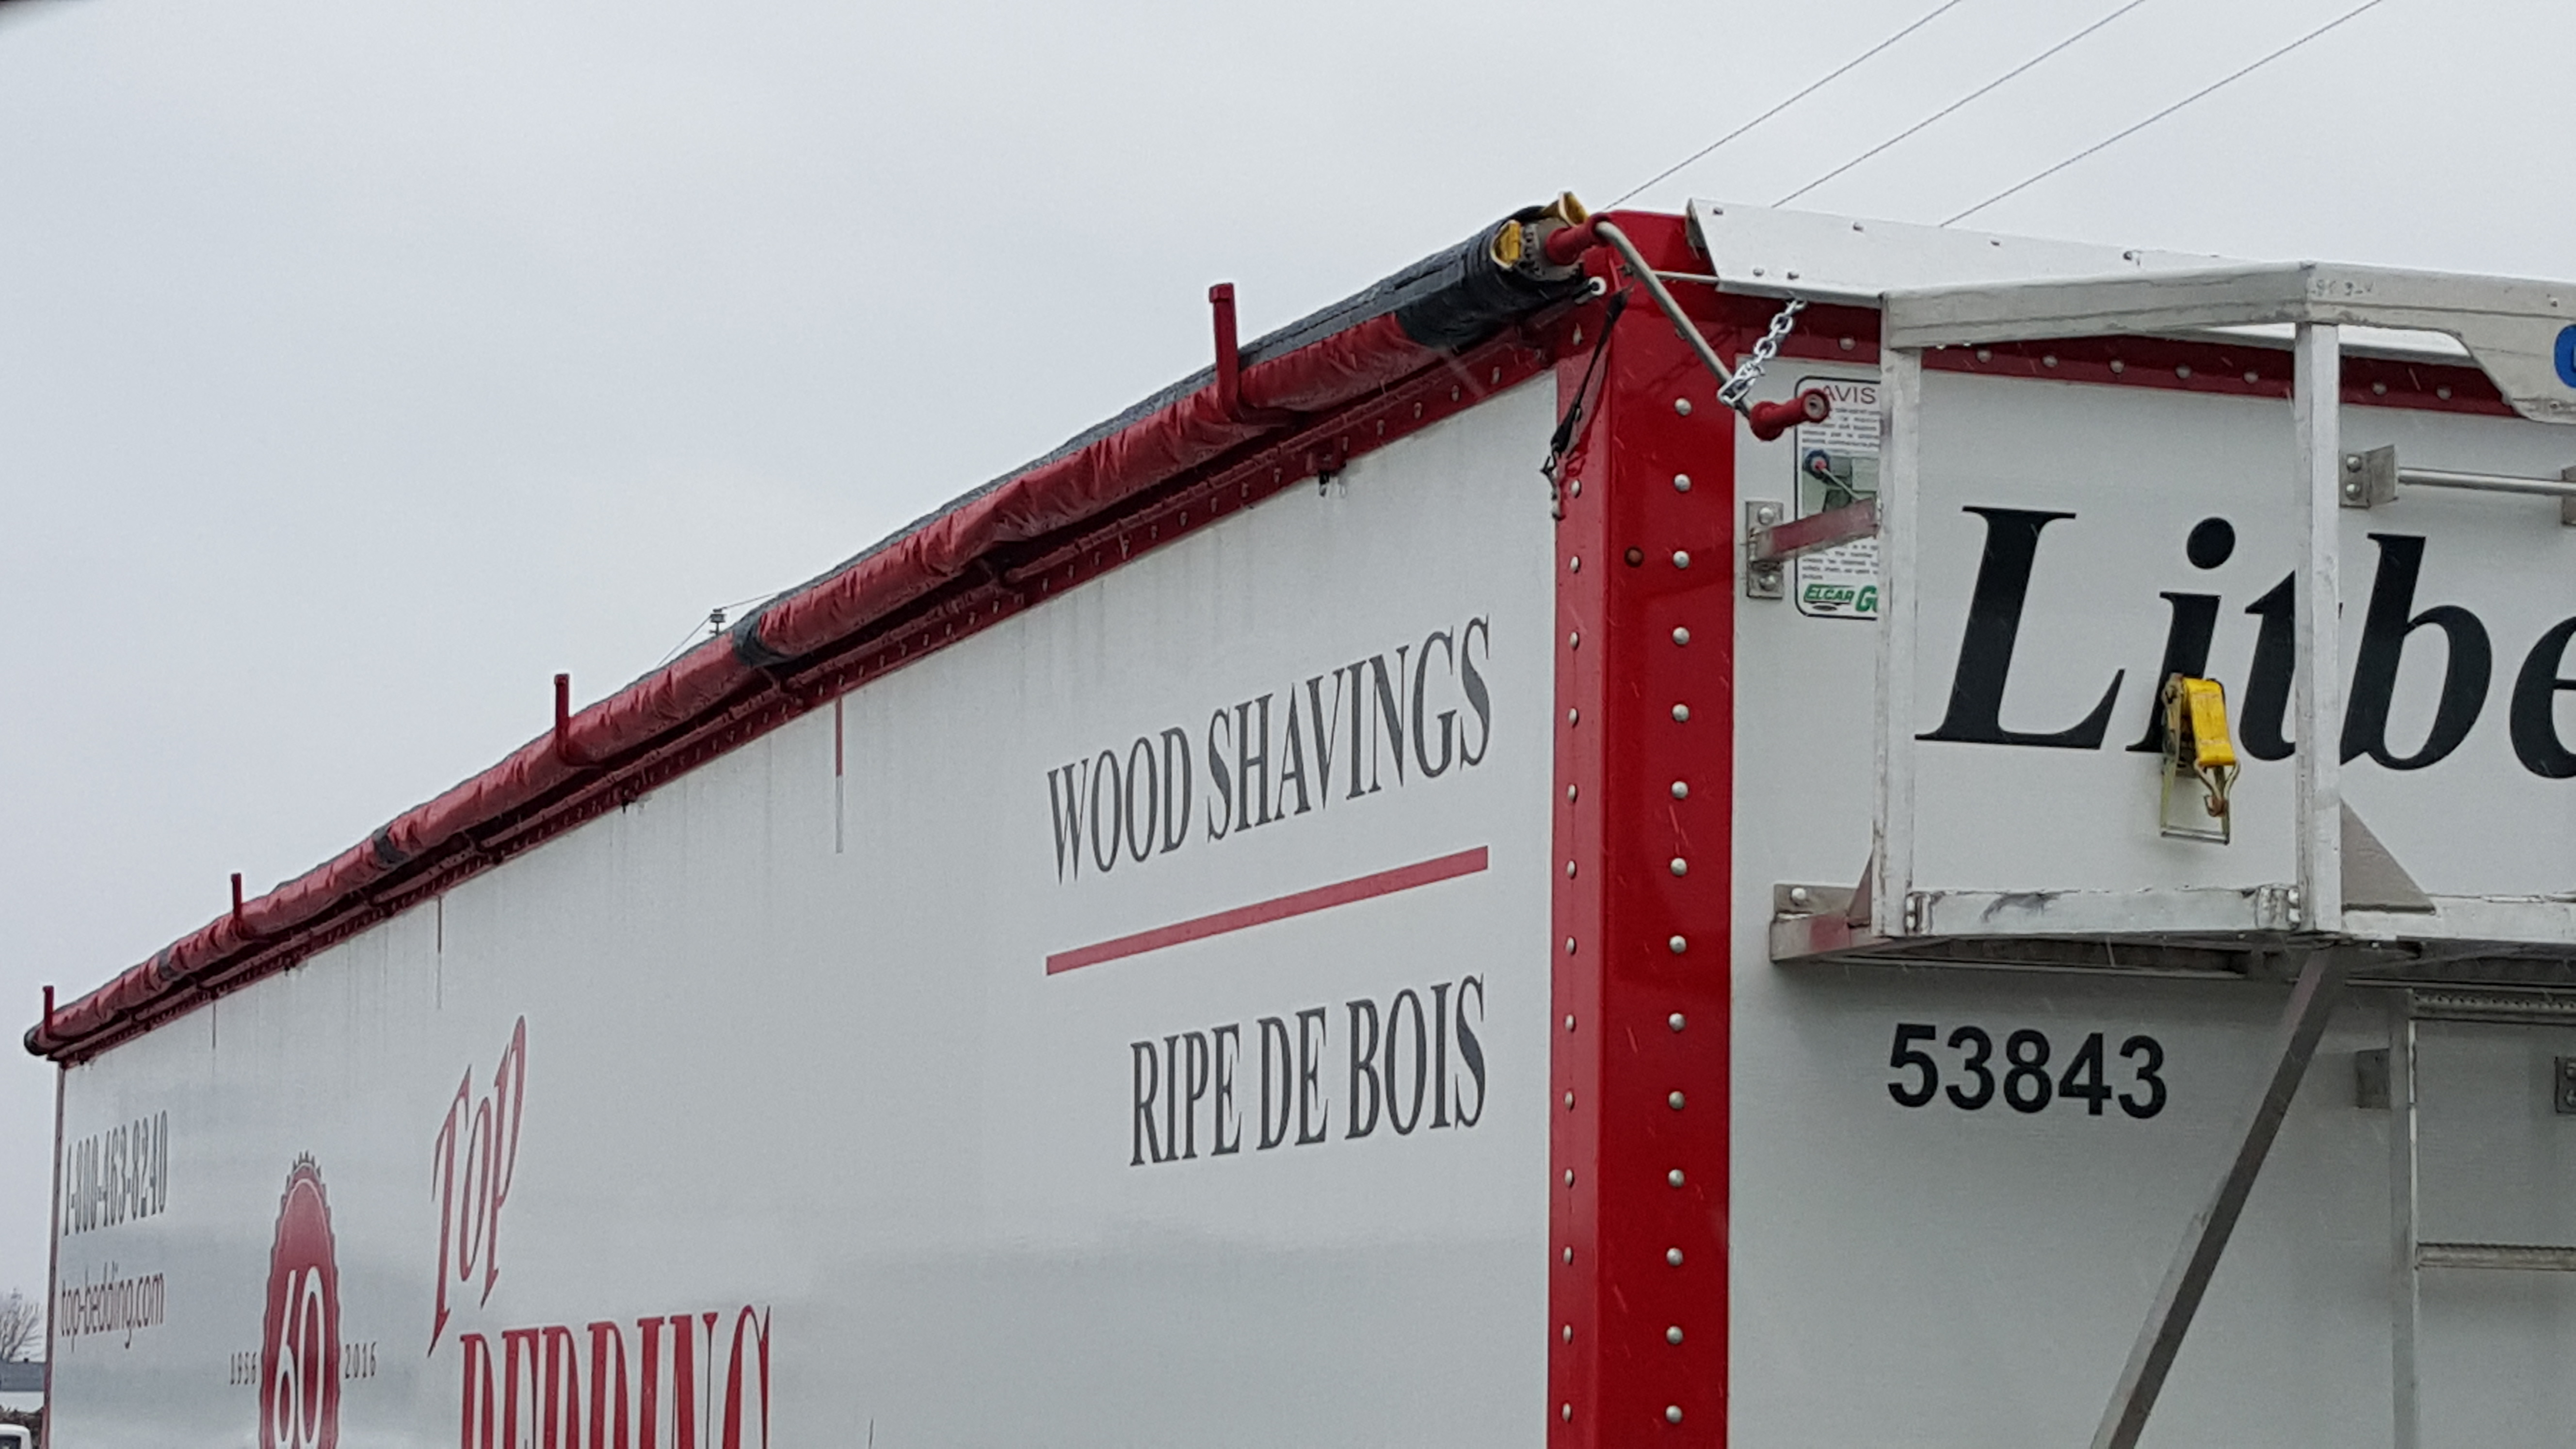 WOOD SHAVINGS
RIPE DE BOIS
1-800-463-8240
top-bedding.com
60
1956 2016
Top
BEDDING
AVIS
ELCAR
Litbe
53843